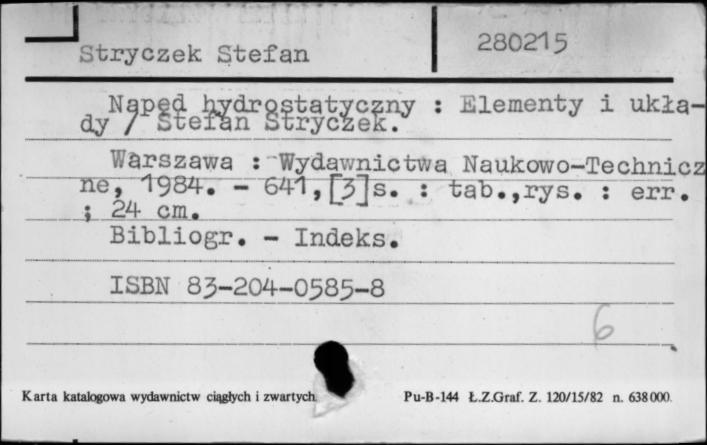 Stryczek Stefan
280215
Napęd hydrostatyczny : Elementy i ukła-
dy / Stefan Stryczek.
Warszawa : Wydawnictwa Naukowo-Technicz
ne, 1984. - 641,[3]s. : tab.,rys. : err.
; 24 cm.
Bibliogr. - Indeks.
ISBN 83-204-0585-8
6
Karta katalogowa wydawnictw ciągłych i zwartych.
Pu-B-144 Ł.Z.Graf. Z. 120/15/82 n. 638000.